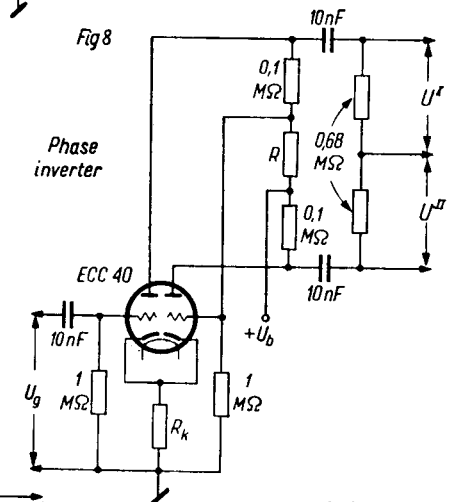 Fig 8
10nF
0,1
MΩ
Phase
inverter
R
0,68
MΩ
U^I
U^II
0,1
MΩ
ECC 40
10nF
+U_b
10nF
U_g
1
MΩ
R_k
1
MΩ